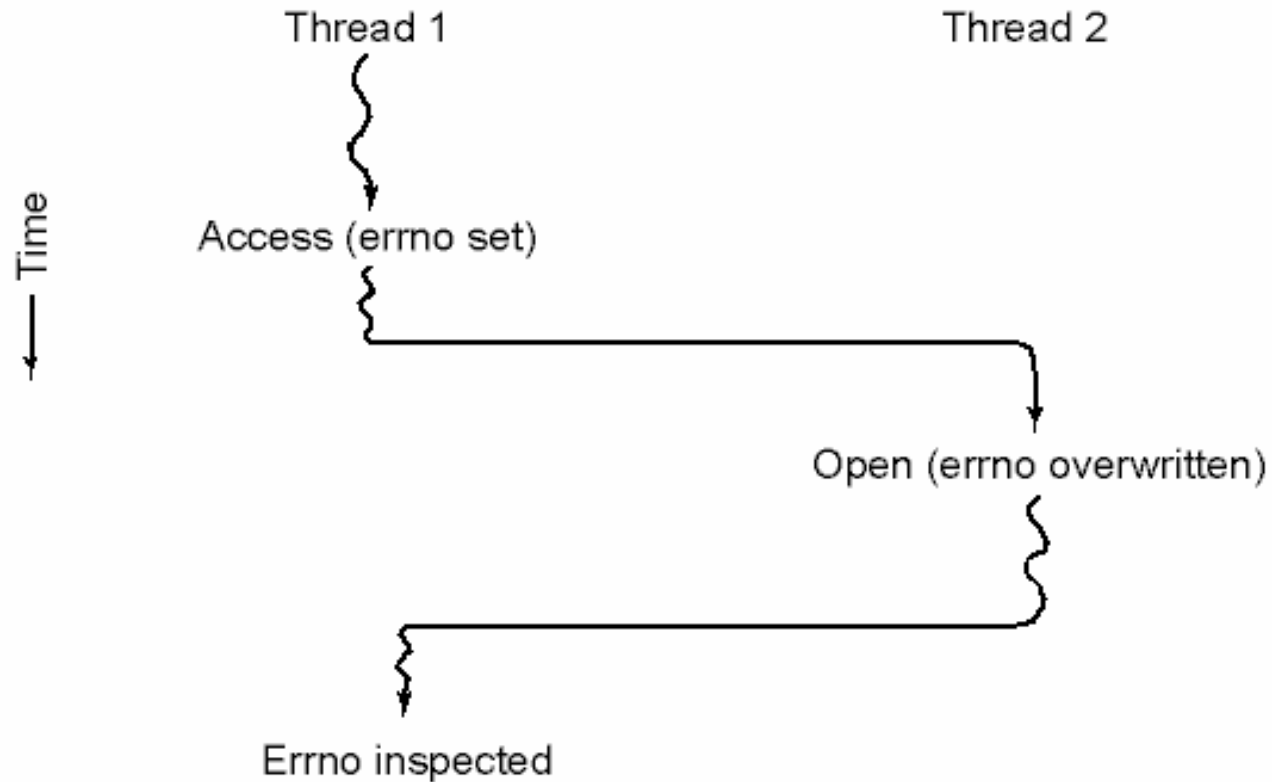 Thread 1
Thread 2
Time
Access (errno set)
Open (errno overwritten)
Errno inspected